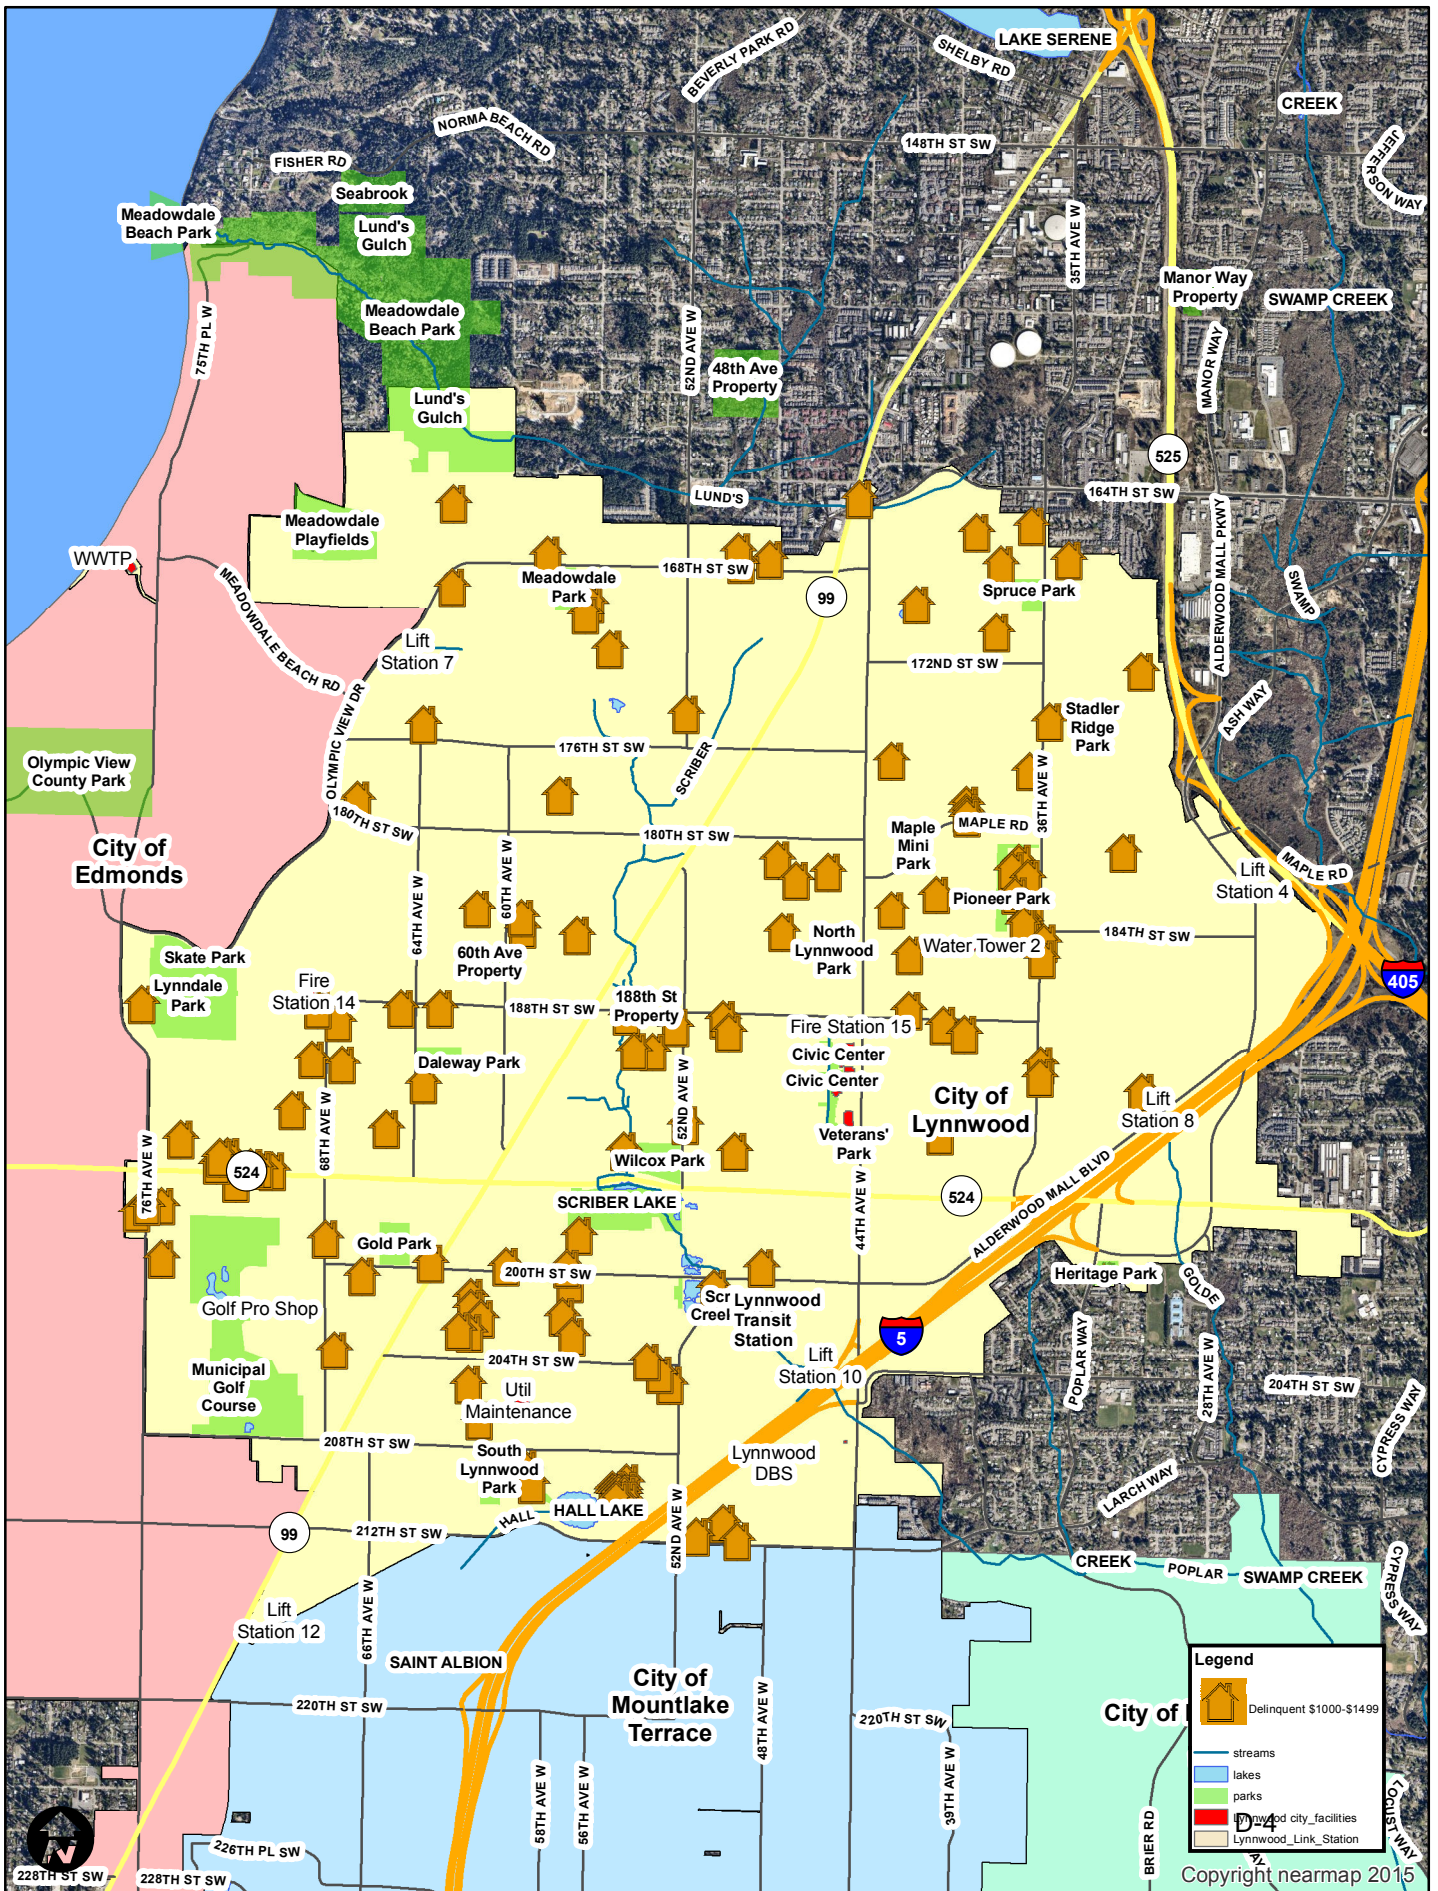 LAKE SERENE
BEVERLY PARK RD
SHELBY RD
CREEK
NORMA BEACH RD
148TH ST SW
JEFFERSON WAY
FISHER RD
Seabrook
Meadowdale
Beach Park
Lund's
Gulch
35TH AVE W
Manor Way
Property
SWAMP CREEK
75TH PL W
Meadowdale
Beach Park
52ND AVE W
48th Ave
Property
MANOR WAY
Lund's
Gulch
525
LUND'S
164TH ST SW
Meadowdale
Playfields
ALDERWOOD MALL PKWY
WWTP
168TH ST SW
Meadowdale
Park
99
Spruce Park
SWAMP
MEADOWDALE BEACH RD
Lift
Station 7
172ND ST SW
OLYMPIC VIEW DR
Stadler
Ridge
Park
ASH WAY
176TH ST SW
SCRIBER
Olympic View
County Park
36TH AVE W
180TH ST SW
180TH ST SW
MAPLE RD
Maple
Mini
Park
City of
Edmonds
MAPLE RD
Lift
Station 4
64TH AVE W
60TH AVE W
Pioneer Park
60th Ave
Property
North
Lynnwood
Park
Water Tower 2
184TH ST SW
Skate Park
Lynndale
Park
405
Fire
Station 14
188TH ST SW
188th St
Property
Fire Station 15
Civic Center
Civic Center
Daleway Park
52ND AVE W
68TH AVE W
City of
Lynnwood
Lift
Station 8
Veterans'
Park
76TH AVE W
Wilcox Park
524
SCRIBER LAKE
524
44TH AVE W
ALDERWOOD MALL BLVD
Gold Park
200TH ST SW
Heritage Park
GOLDE
Golf Pro Shop
Scr
Creel
Lynnwood
Transit
Station
5
POPLAR WAY
204TH ST SW
Lift
Station 10
28TH AVE W
204TH ST SW
Municipal
Golf
Course
Util
Maintenance
CYPRESS WAY
208TH ST SW
South
Lynnwood
Park
Lynnwood
DBS
LARCH WAY
HALL
HALL LAKE
99
212TH ST SW
52ND AVE W
CREEK
POPLAR
SWAMP CREEK
CYPRESS WAY
Lift
Station 12
66TH AVE W
SAINT ALBION
City of
Mountlake
Terrace
48TH AVE W
220TH ST SW
220TH ST SW
City of
58TH AVE W
56TH AVE W
39TH AVE W
BRIER RD
LOCUST WAY
226TH PL SW
228TH ST SW
228TH ST SW
N
Legend
Delinquent $1000-$1499
streams
lakes
parks
Lynnwood city_facilities
D-4
Lynnwood_Link_Station
WAY
Copyright nearmap 2015